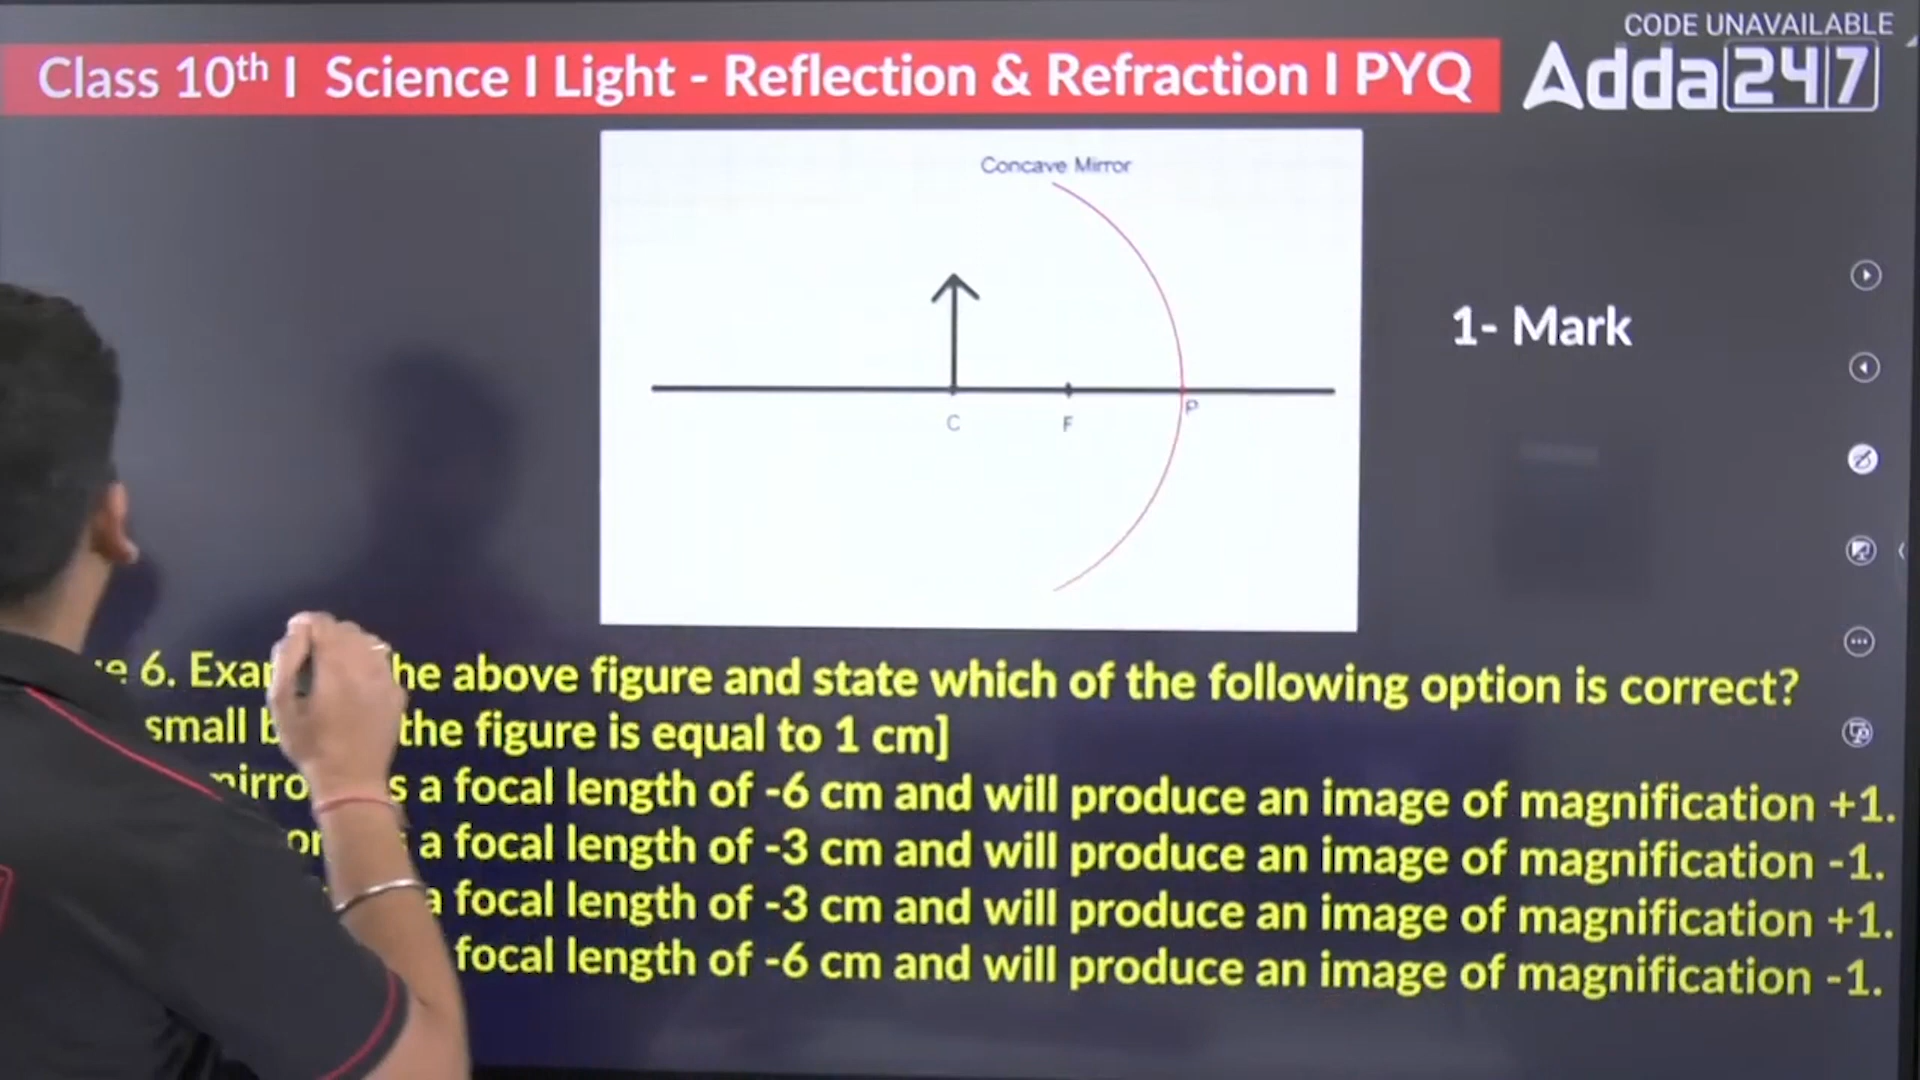 CODE UNAVAILABLE
Class 10th I Science I Light - Reflection & Refraction I PYQ
Adda247
Concave Mirror
1- Mark
C F P
6. the above figure and state which of the following option is correct?
small the figure is equal to 1 cm]
a focal length of -6 cm and will produce an image of magnification +1.
a focal length of -3 cm and will produce an image of magnification -1.
a focal length of -3 cm and will produce an image of magnification +1.
focal length of -6 cm and will produce an image of magnification -1.